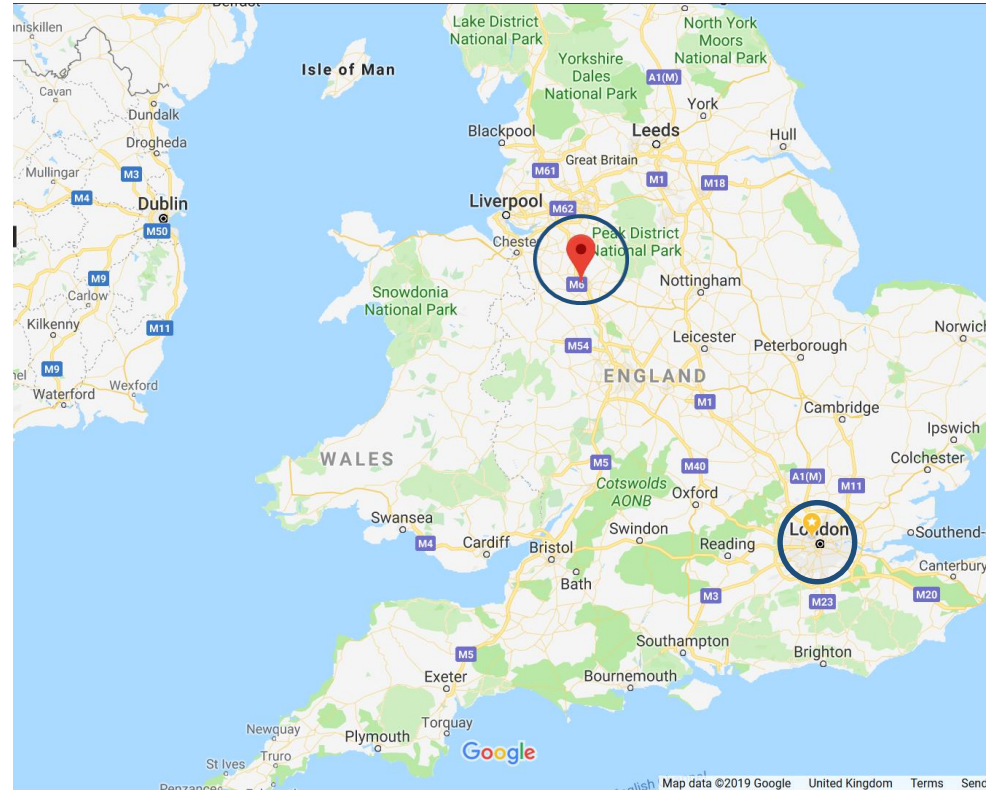 Lake District
National Park
North York
Moors
National Park
Yorkshire
Dales
National Park
Isle of Man
A1(M)
Cavan
Dundalk
York
Blackpool
Leeds
Hull
Drogheda
Great Britain
Mullingar
M3
M61
M1
M18
M4
Dublin
Liverpool
M62
M50
Peak District
National Park
Chester
M9
M6
Nottingham
Carlow
Snowdonia
National Park
Kilkenny
M11
Leicester
Peterborough
Norwich
M54
M9
Wexford
Waterford
ENGLAND
M1
Cambridge
Ipswich
WALES
M5
M40
Colchester
A1(M)
M11
Cotswolds
AONB
Oxford
Swansea
Swindon
London
Southend-
M4
Cardiff
Bristol
Reading
Bath
Canterbury
M3
M23
M20
Southampton
Brighton
M5
Exeter
Bournemouth
Newquay
Torquay
Plymouth
Truro
St Ives
Google
Map data ©2019 Google United Kingdom Terms Send